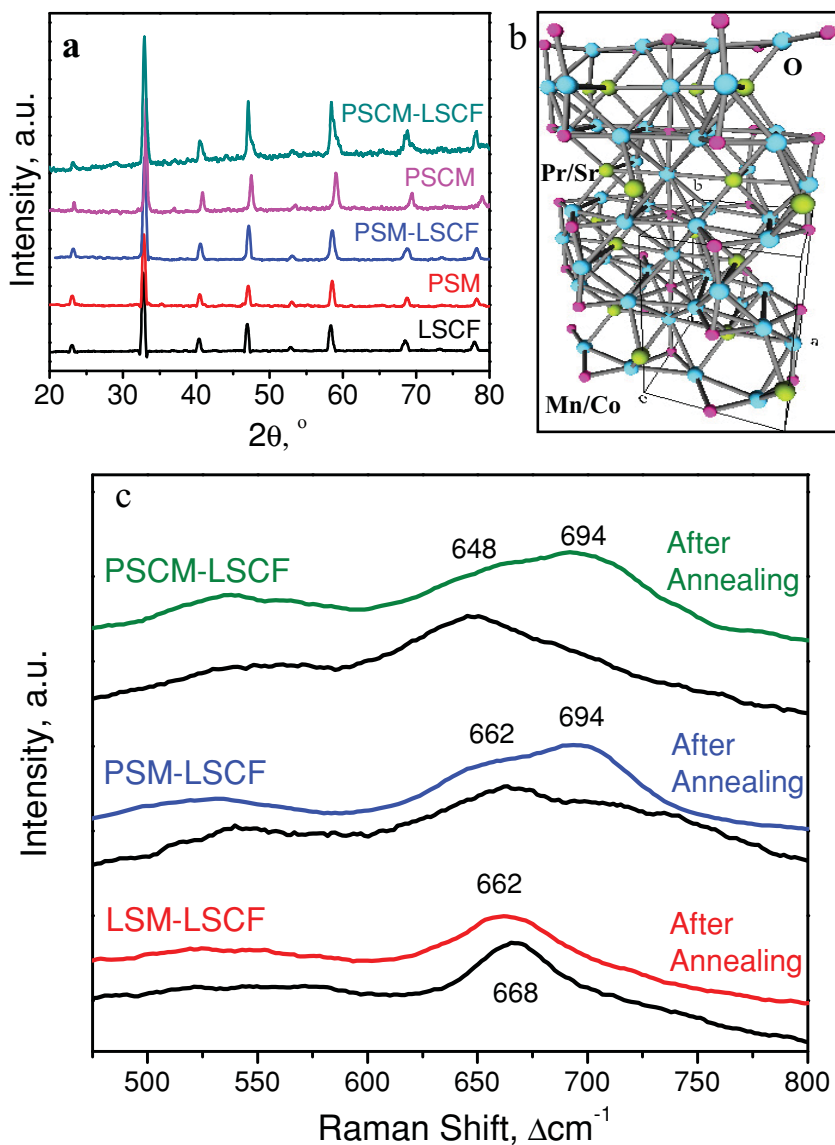 a
Intensity, a.u.
PSCM-LSCF
PSCM
PSM-LSCF
PSM
LSCF
20 30 40 50 60 70 80
2θ, °
b
O
Pr/Sr
b
a
Mn/Co
c
c
Intensity, a.u.
648 694
PSCM-LSCF
After
Annealing
662 694
PSM-LSCF
After
Annealing
662
LSM-LSCF
After
Annealing
668
500 550 600 650 700 750 800
Raman Shift, Δcm⁻¹